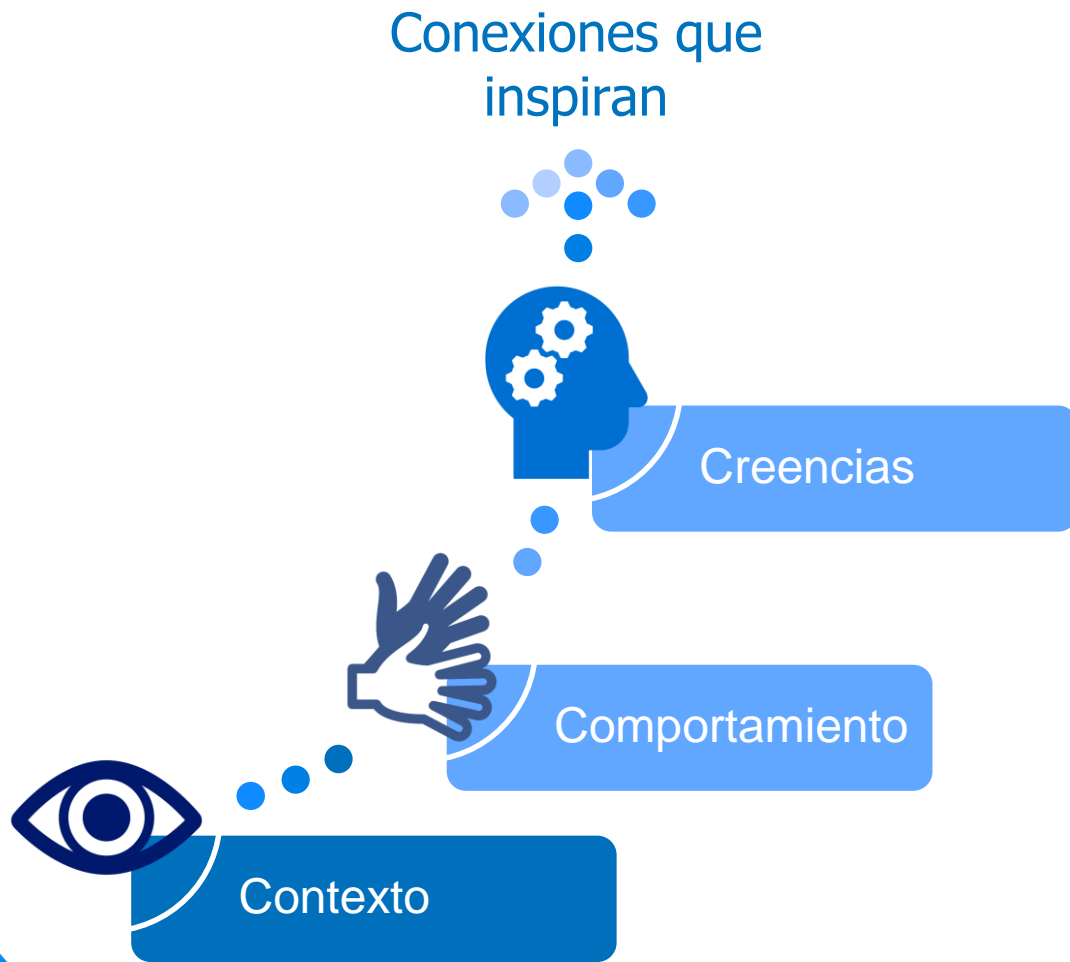 Conexiones que
inspiran
Creencias
Comportamiento
Contexto